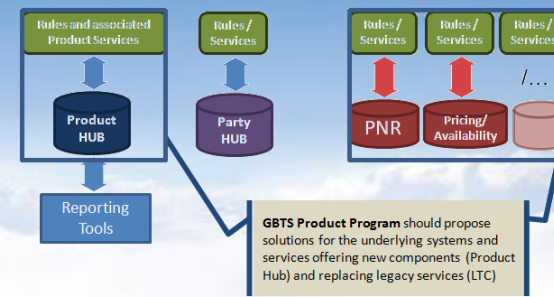 Rules and associated
Product Services
Rules /
Services
Rules /
Services
Rules /
Services
Rules /
Services
/...
Product
HUB
Party
HUB
PNR
Pricing/
Availability
Reporting
Tools
GBTS Product Program should propose
solutions for the underlying systems and
services offering new components (Product
Hub) and replacing legacy services (LTC)